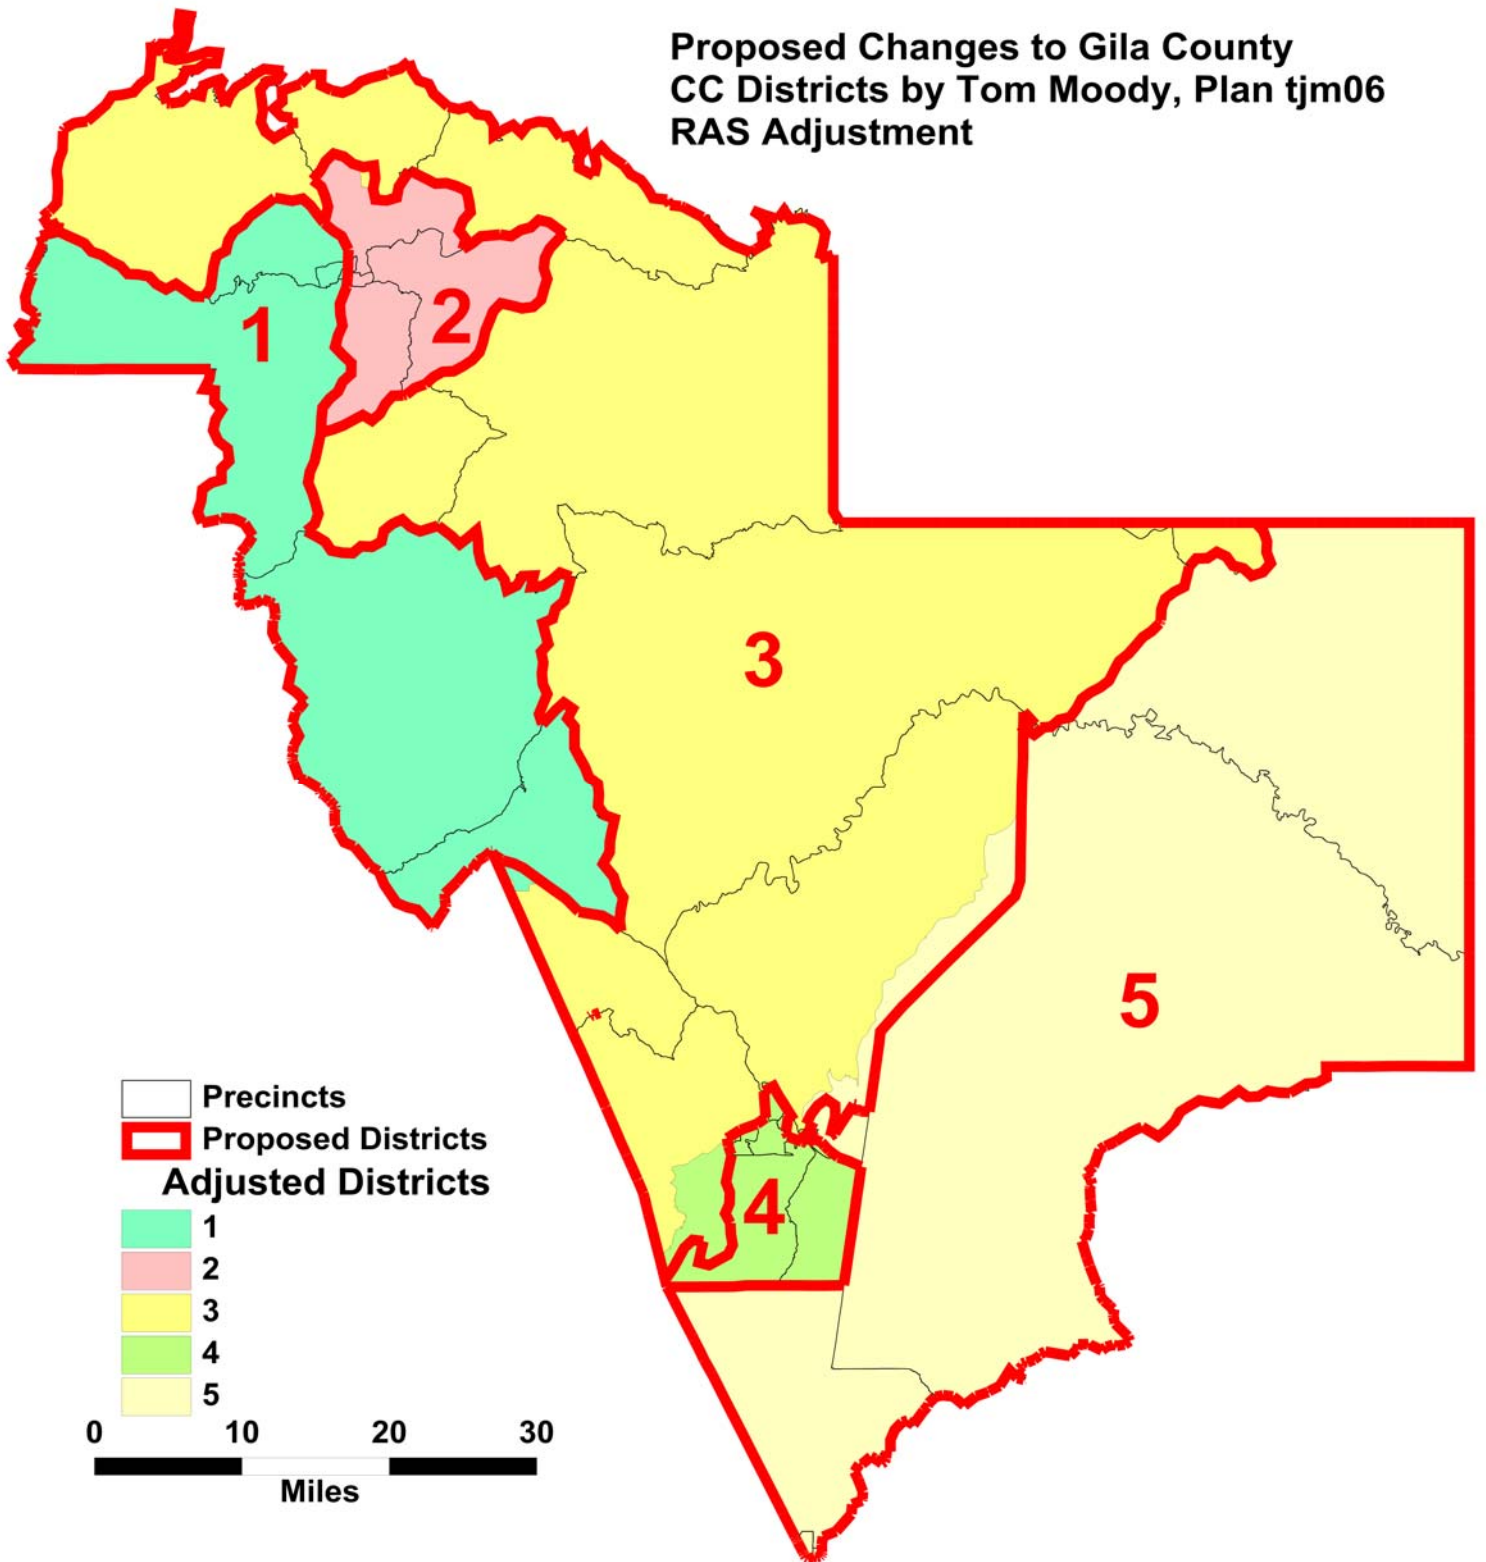 Proposed Changes to Gila County
CC Districts by Tom Moody, Plan tjm06
RAS Adjustment
1
2
3
5
4
Precincts
Proposed Districts
Adjusted Districts
1
2
3
4
5
0 10 20 30
Miles